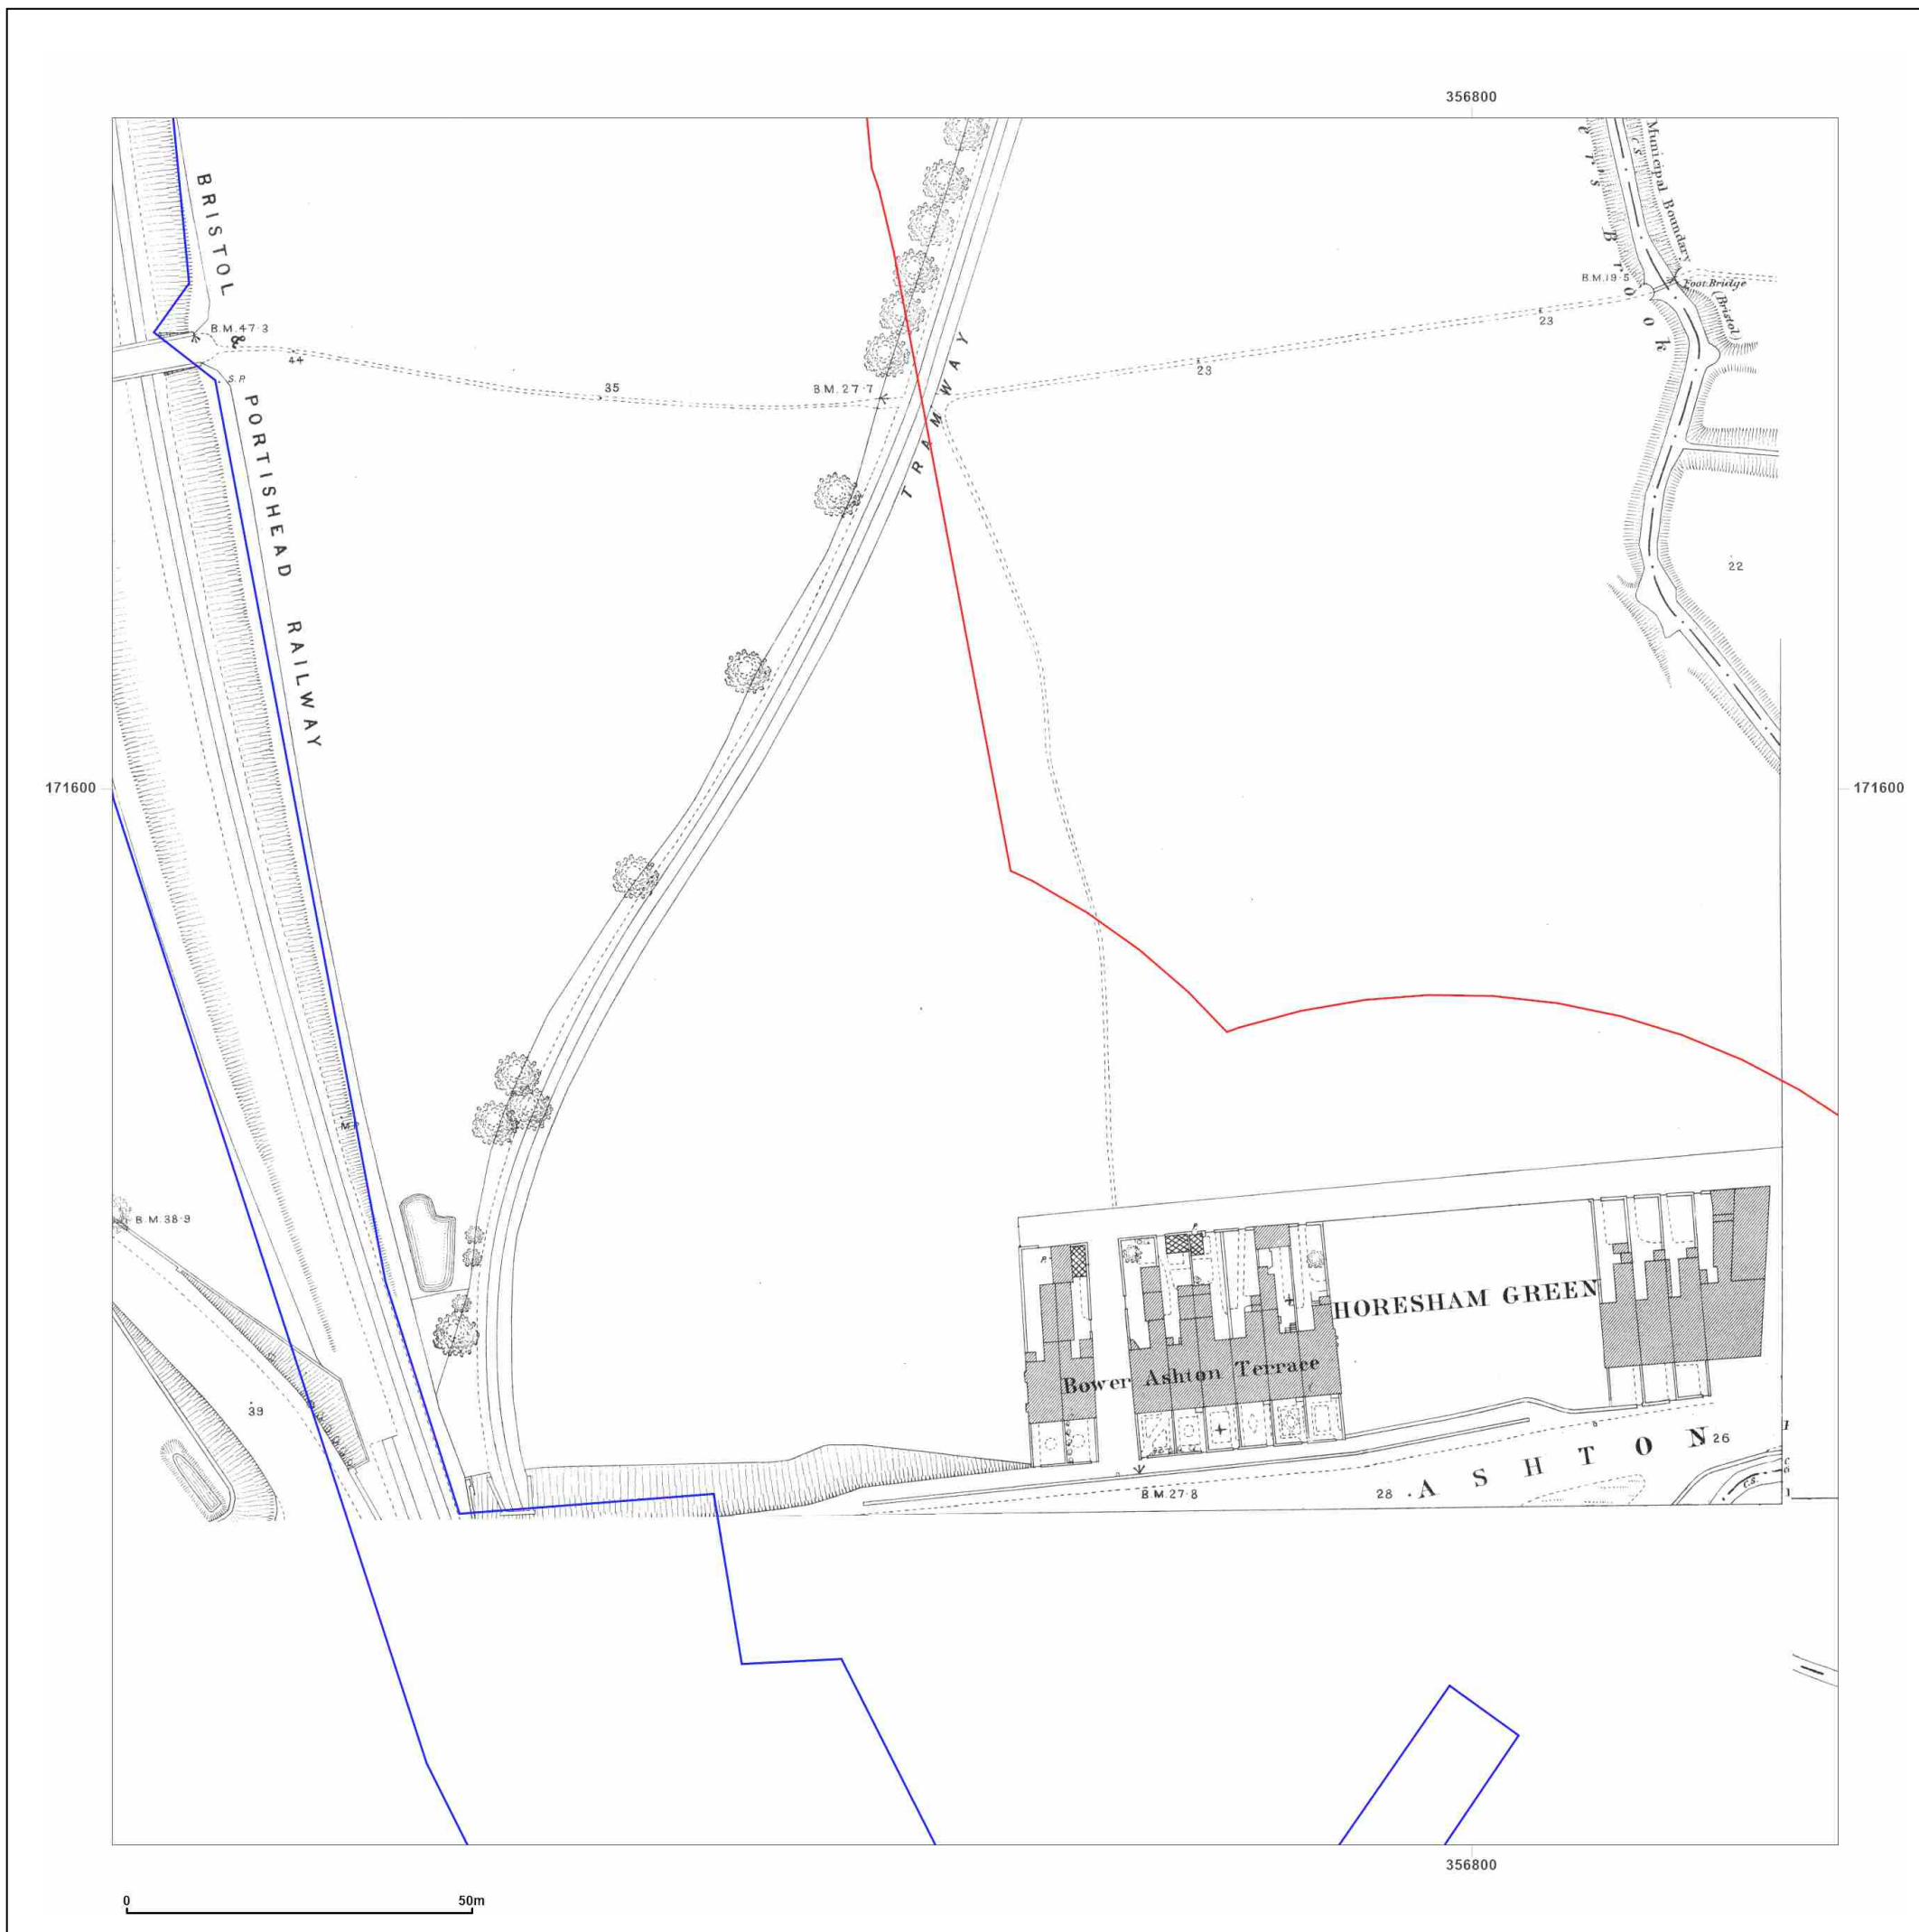 356800
Municipal Boundary
C.S.
BRISTOL
B.M. 19·5
Foot Bridge
(Bristol)
B r o o k
B.M. 47·3
&
44
S.P.
35
B.M. 27·7
23
23
TRAMWAY
PORTISHEAD
RAILWAY
22
171600
171600
M.P.
B.M. 38·9
P.
P.
HORESHAM GREEN
Bower Ashton Terrace
39
ASHTON
26
B.M. 27·8
28
C.S.
356800
0
50m